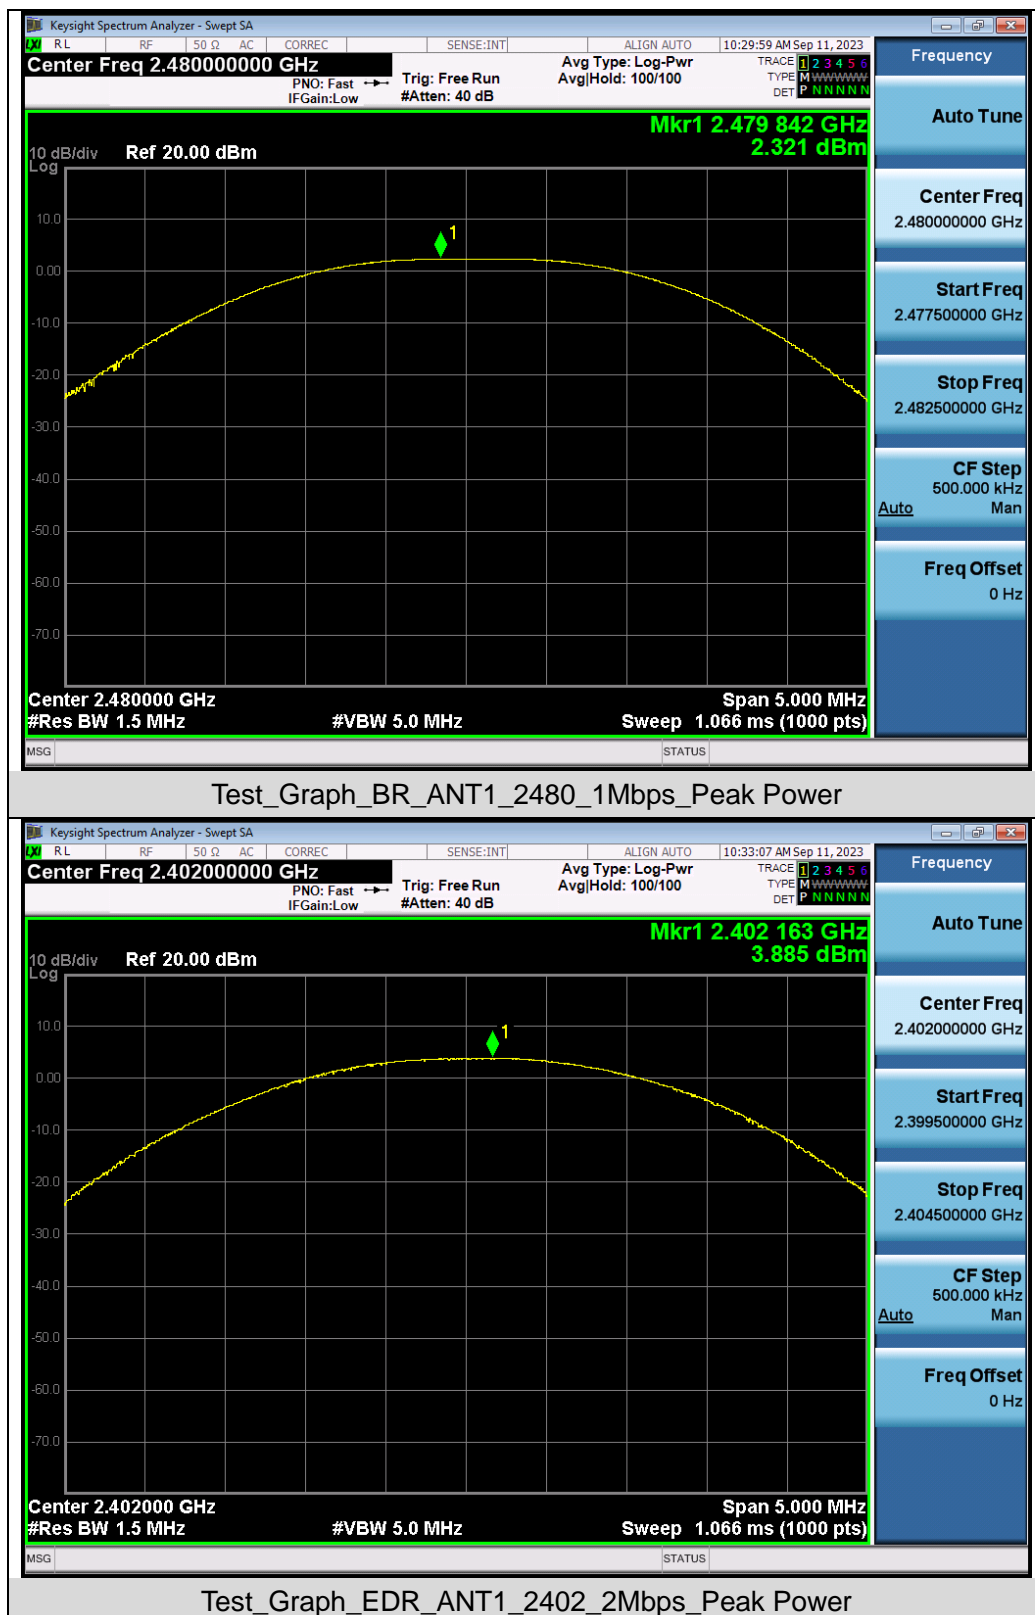 Keysight Spectrum Analyzer - Swept SA
LXI RL RF 50 Ω AC CORREC SENSE:INT ALIGN AUTO 10:29:59 AM Sep 11, 2023
Center Freq 2.480000000 GHz
PNO: Fast
IFGain:Low
Trig: Free Run
#Atten: 40 dB
Avg Type: Log-Pwr
Avg|Hold: 100/100
TRACE 1 2 3 4 5 6
TYPE M WWWWW
DET P N N N N N
Mkr1 2.479 842 GHz
2.321 dBm
10 dB/div Ref 20.00 dBm
Log
10.0
1
0.00
-10.0
-20.0
-30.0
-40.0
-50.0
-60.0
-70.0
Center 2.480000 GHz Span 5.000 MHz
#Res BW 1.5 MHz #VBW 5.0 MHz Sweep 1.066 ms (1000 pts)
MSG STATUS
Frequency
Auto Tune
Center Freq
2.480000000 GHz
Start Freq
2.477500000 GHz
Stop Freq
2.482500000 GHz
CF Step
500.000 kHz
Auto Man
Freq Offset
0 Hz
Test_Graph_BR_ANT1_2480_1Mbps_Peak Power
Keysight Spectrum Analyzer - Swept SA
LXI RL RF 50 Ω AC CORREC SENSE:INT ALIGN AUTO 10:33:07 AM Sep 11, 2023
Center Freq 2.402000000 GHz
PNO: Fast
IFGain:Low
Trig: Free Run
#Atten: 40 dB
Avg Type: Log-Pwr
Avg|Hold: 100/100
TRACE 1 2 3 4 5 6
TYPE M WWWWW
DET P N N N N N
Mkr1 2.402 163 GHz
3.885 dBm
10 dB/div Ref 20.00 dBm
Log
10.0
1
0.00
-10.0
-20.0
-30.0
-40.0
-50.0
-60.0
-70.0
Center 2.402000 GHz Span 5.000 MHz
#Res BW 1.5 MHz #VBW 5.0 MHz Sweep 1.066 ms (1000 pts)
MSG STATUS
Frequency
Auto Tune
Center Freq
2.402000000 GHz
Start Freq
2.399500000 GHz
Stop Freq
2.404500000 GHz
CF Step
500.000 kHz
Auto Man
Freq Offset
0 Hz
Test_Graph_EDR_ANT1_2402_2Mbps_Peak Power